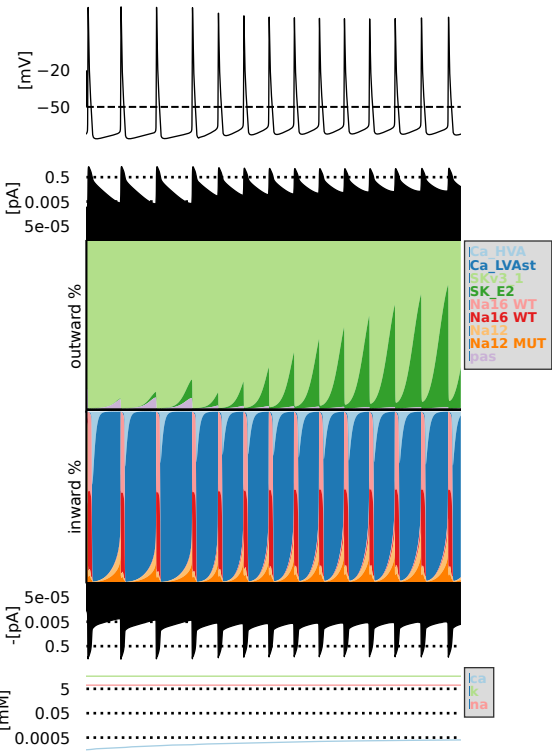 [mV]
−20
−50
[pA]
0.5
0.005
5e-05
outward %
Ca_HVA
Ca_LVAst
SKv3_1
SK_E2
Na16 WT
Na16 WT
Na12
Na12 MUT
pas
inward %
5e-05
0.005
0.5
-[pA]
[mM]
5
0.05
0.0005
ca
k
na